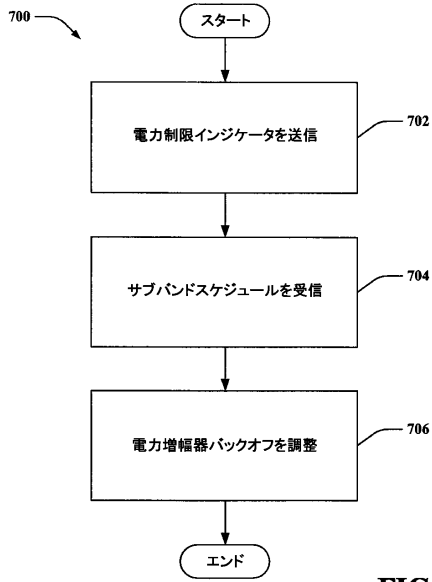 700
スタート
電力制限インジケータを送信
702
サブバンドスケジュールを受信
704
電力増幅器バックオフを調整
706
エンド